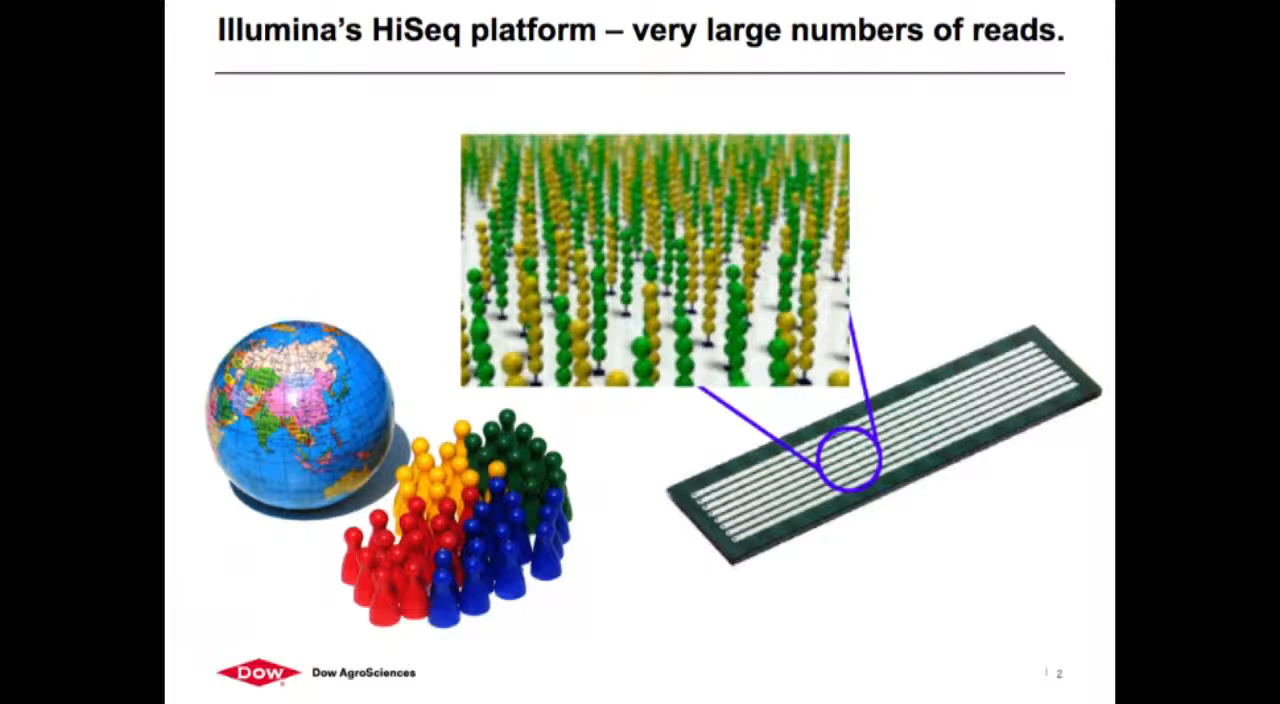 Illumina’s HiSeq platform – very large numbers of reads.
Dow
Dow AgroSciences
| 2